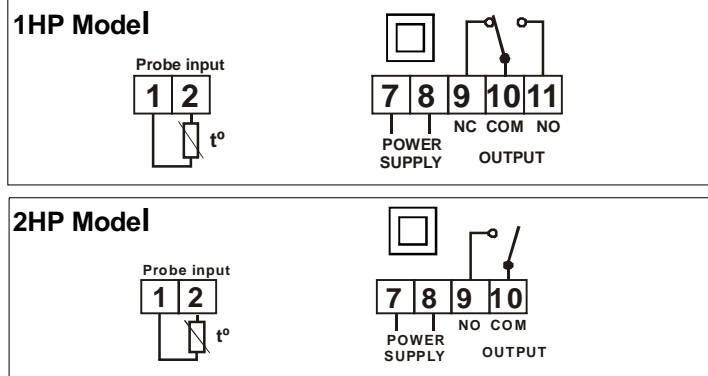 1HP Model
Probe input
1 2
tº
7 8 9 10 11
NC COM NO
POWER
SUPPLY
OUTPUT
2HP Model
Probe input
1 2
tº
7 8 9 10
NO COM
POWER
SUPPLY
OUTPUT